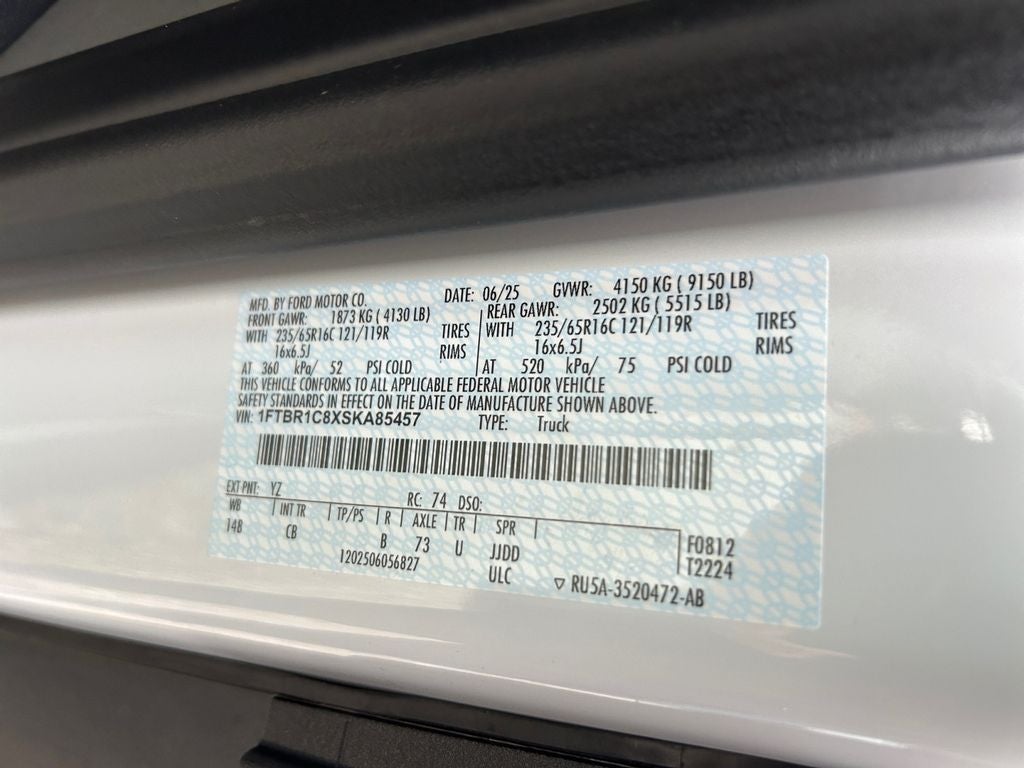 MFD. BY FORD MOTOR CO. DATE: 06/25 GVWR: 4150 KG ( 9150 LB)
FRONT GAWR: 1873 KG ( 4130 LB) REAR GAWR: 2502 KG ( 5515 LB)
WITH 235/65R16C 121/119R TIRES WITH 235/65R16C 121/119R TIRES
16x6.5J RIMS 16x6.5J RIMS
AT 360 kPa/ 52 PSI COLD AT 520 kPa/ 75 PSI COLD
THIS VEHICLE CONFORMS TO ALL APPLICABLE FEDERAL MOTOR VEHICLE
SAFETY STANDARDS IN EFFECT ON THE DATE OF MANUFACTURE SHOWN ABOVE.
VIN: 1FTBR1C8XSKA85457 TYPE: Truck
EXT PNT: YZ RC: 74 DSO:
WB INT TR TP/PS R AXLE TR SPR
148 CB B 73 U JJDD F0812
1202506056827 ULC T2224
▽ RU5A-3520472-AB